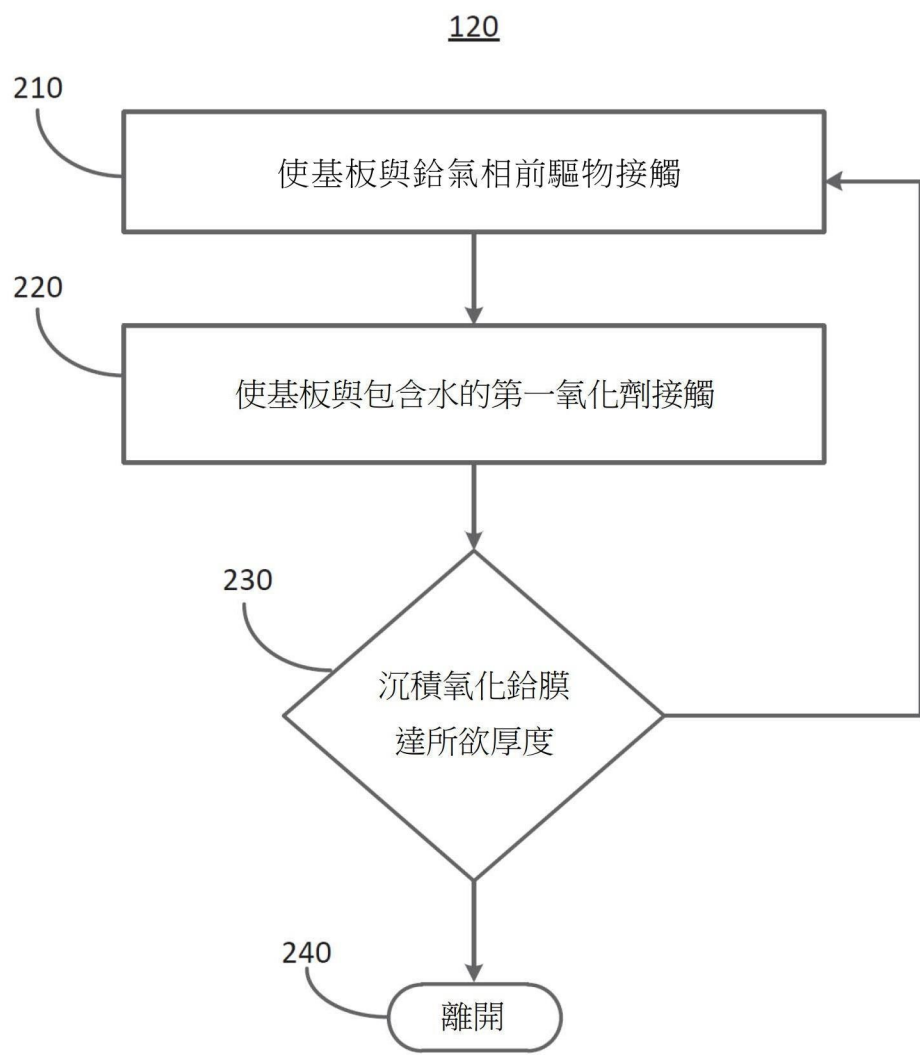 120
210
使基板與鉿氣相前驅物接觸
220
使基板與包含水的第一氧化劑接觸
230
沉積氧化鉿膜
達所欲厚度
240
離開